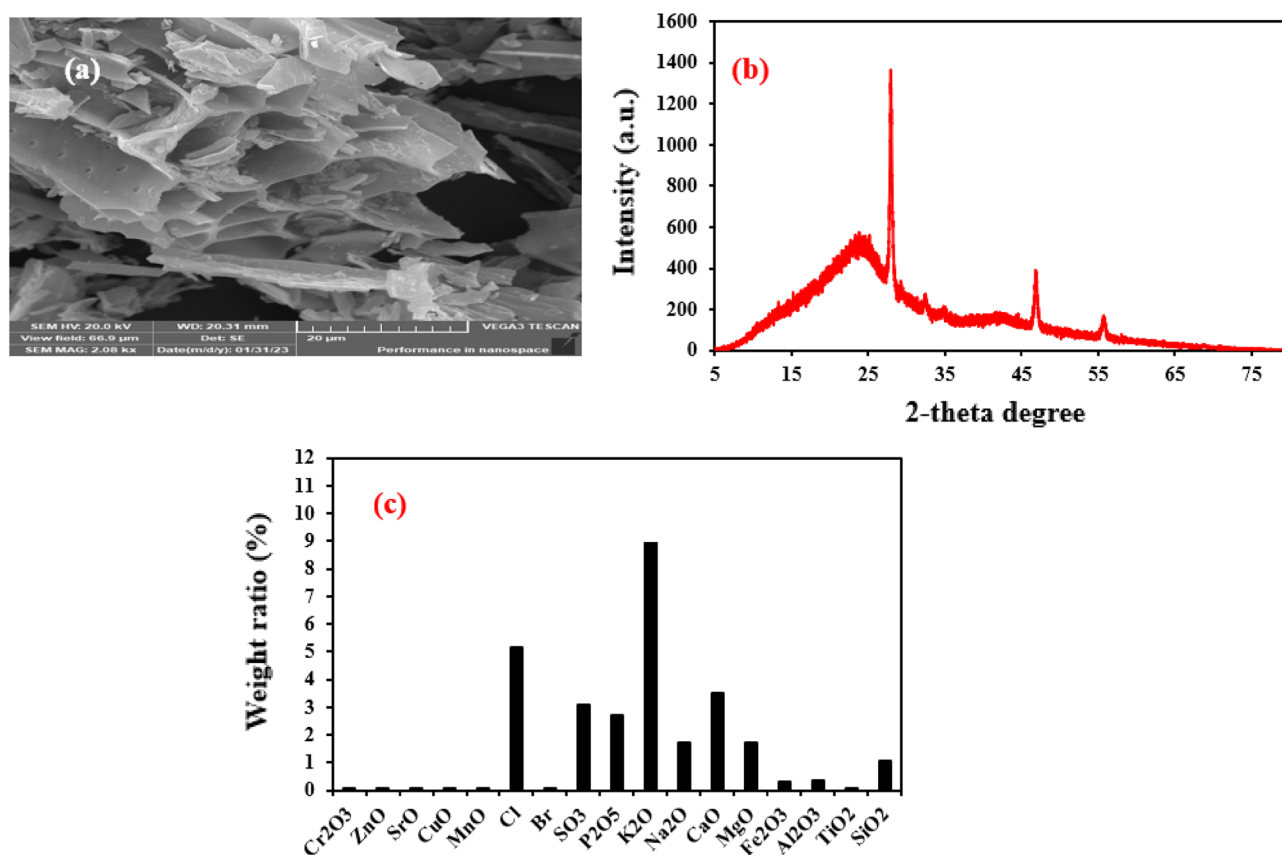 (a)
SEM HV: 20.0 kV WD: 20.31 mm VEGA3 TESCAN
View field: 66.9 µm Det: SE 20 µm
SEM MAG: 2.08 kx Date(m/d/y): 01/31/23 Performance in nanospace
(b)
Intensity (a.u.)
1600
1400
1200
1000
800
600
400
200
0
5 15 25 35 45 55 65 75
2-theta degree
(c)
Weight ratio (%)
12
11
10
9
8
7
6
5
4
3
2
1
0
Cr2O3 ZnO SrO CuO MnO Cl Br SO3 P2O5 K2O Na2O CaO MgO Fe2O3 Al2O3 TiO2 SiO2